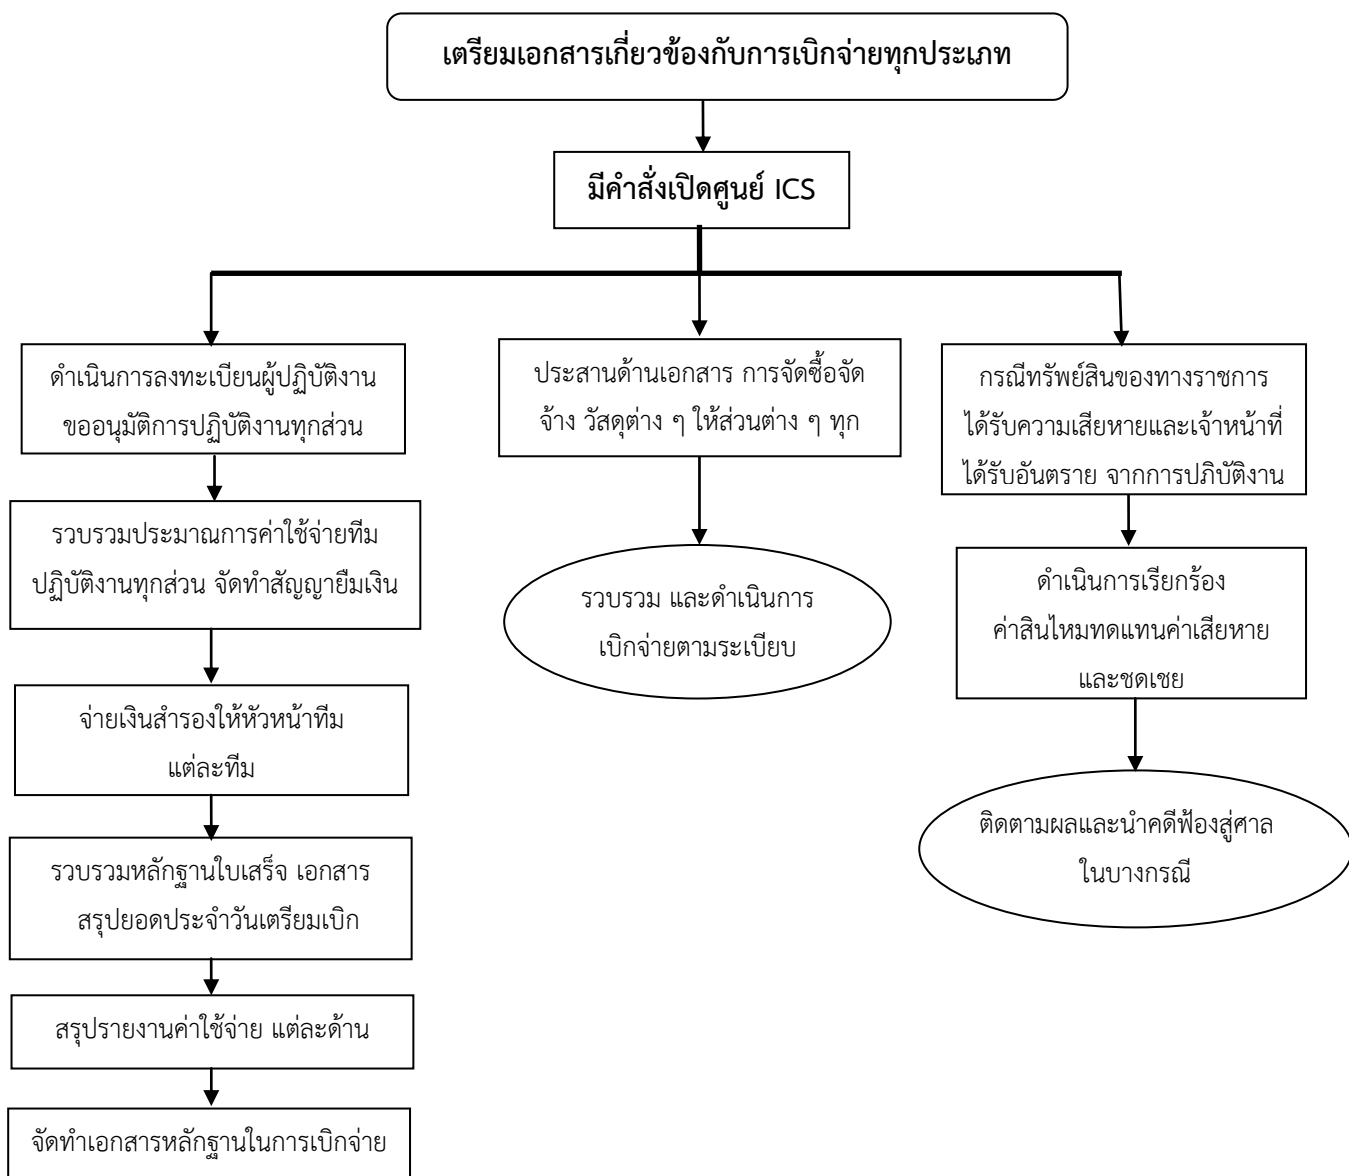 เตรียมเอกสารเกี่ยวข้องกับการเบิกจ่ายทุกประเภท
มีคำสั่งเปิดศูนย์ ICS
ดำเนินการลงทะเบียนผู้ปฏิบัติงาน
ขออนุมัติการปฏิบัติงานทุกส่วน
รวบรวมประมาณการค่าใช้จ่ายทีม
ปฏิบัติงานทุกส่วน จัดทำสัญญายืมเงิน
จ่ายเงินสำรองให้หัวหน้าทีม
แต่ละทีม
รวบรวมหลักฐานใบเสร็จ เอกสาร
สรุปยอดประจำวันเตรียมเบิก
สรุปรายงานค่าใช้จ่าย แต่ละด้าน
จัดทำเอกสารหลักฐานในการเบิกจ่าย
ประสานด้านเอกสาร การจัดซื้อจัด
จ้าง วัสดุต่าง ๆ ให้ส่วนต่าง ๆ ทุก
รวบรวม และดำเนินการ
เบิกจ่ายตามระเบียบ
กรณีทรัพย์สินของทางราชการ
ได้รับความเสียหายและเจ้าหน้าที่
ได้รับอันตราย จากการปภิบัติงาน
ดำเนินการเรียกร้อง
ค่าสินไหมทดแทนค่าเสียหาย
และชดเชย
ติดตามผลและนำคดีฟ้องสู่ศาล
ในบางกรณี